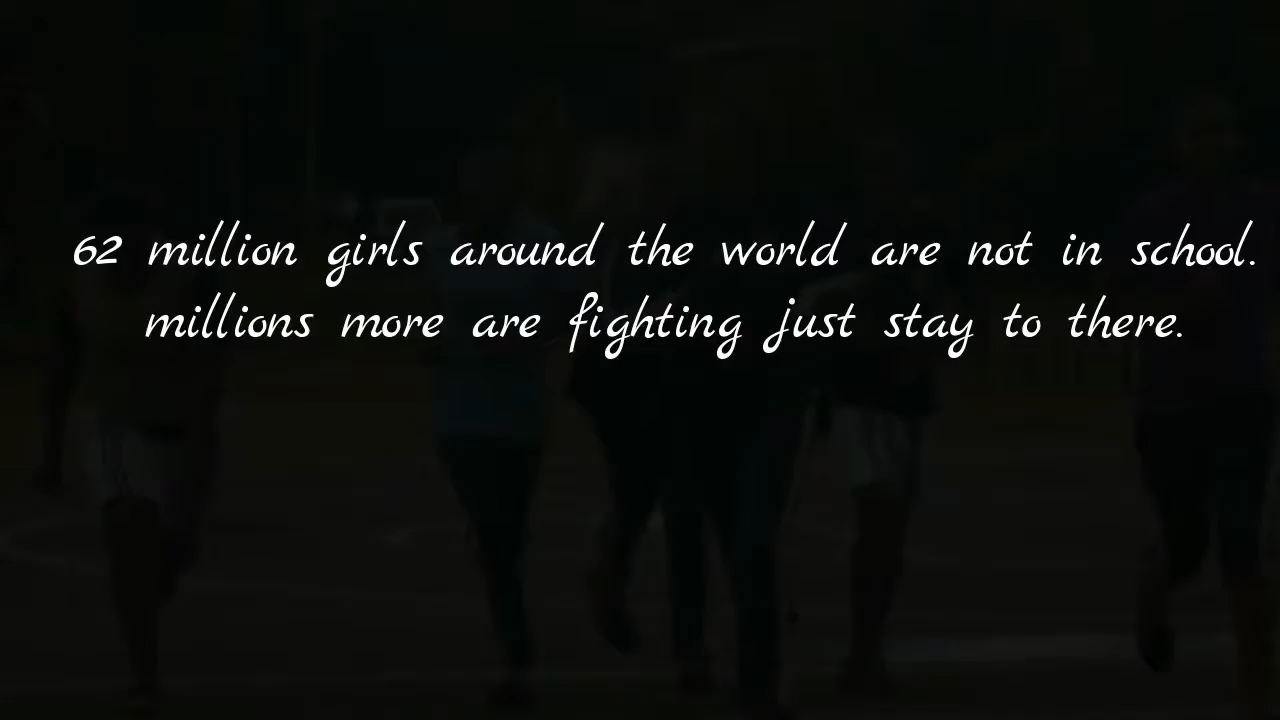 62 million girls around the world are not in school.
millions more are fighting just stay to there.